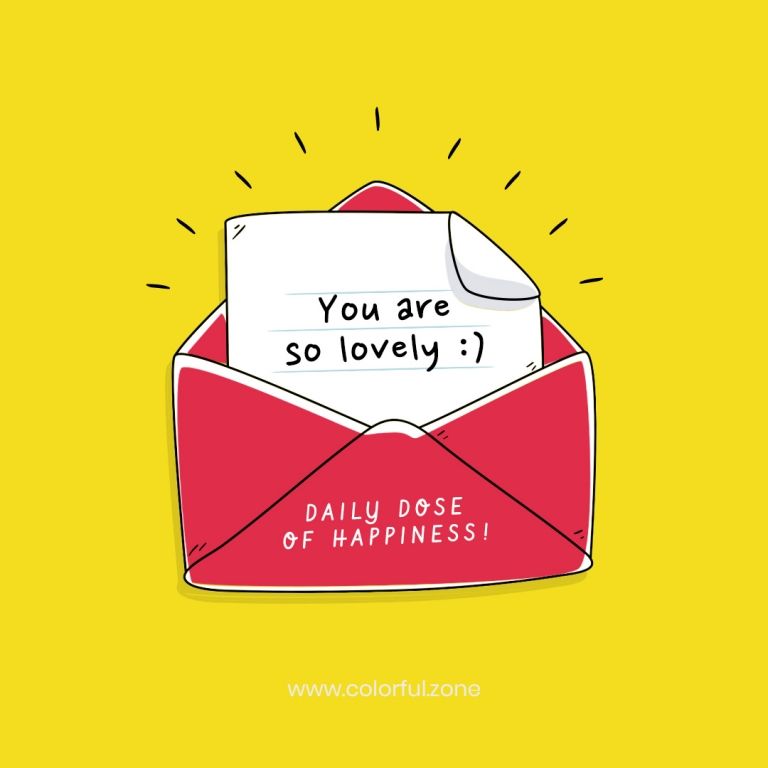 You are
so lovely :)
DAILY DOSE
OF HAPPINESS!
www.colorful.zone